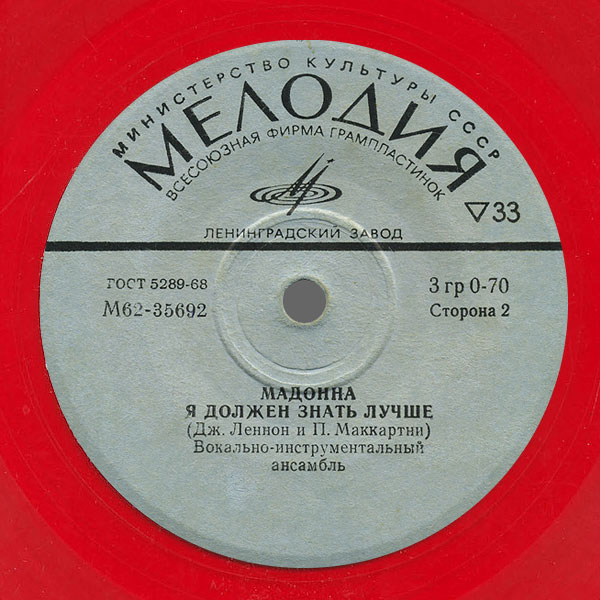 МИНИСТЕРСТВО КУЛЬТУРЫ СССР
МЕЛОДИЯ
ВСЕСОЮЗНАЯ ФИРМА ГРАМПЛАСТИНОК
▽33
ЛЕНИНГРАДСКИЙ ЗАВОД
ГОСТ 5289-68
3 гр 0-70
М62-35692
Сторона 2
МАДОННА
Я ДОЛЖЕН ЗНАТЬ ЛУЧШЕ
(Дж. Леннон и П. Маккартни)
Вокально-инструментальный
ансамбль